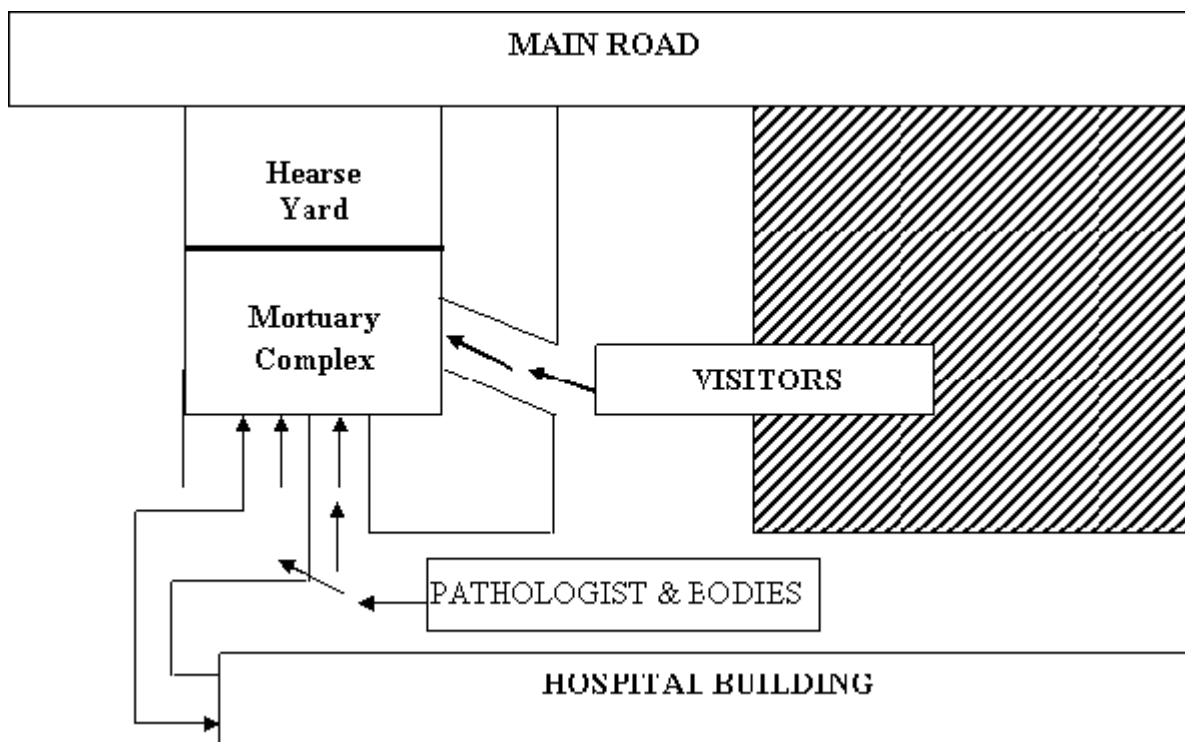 MAIN ROAD
Hearse
Yard
Mortuary
Complex
VISITORS
PATHOLOGIST & BODIES
HOSPITAL BUILDING